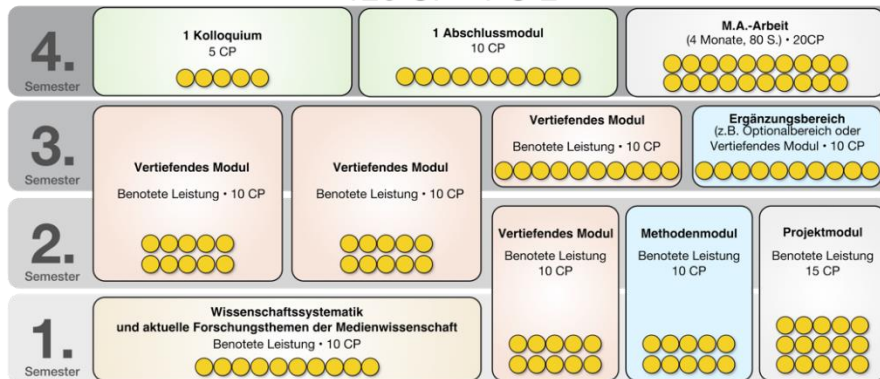 4.
Semester
1 Kolloquium
5 CP
1 Abschlussmodul
10 CP
M.A.-Arbeit
(4 Monate, 80 S.) • 20CP
3.
Semester
Vertiefendes Modul
Benotete Leistung • 10 CP
Vertiefendes Modul
Benotete Leistung • 10 CP
Vertiefendes Modul
Benotete Leistung • 10 CP
Ergänzungsbereich
(z.B. Optionalbereich oder
Vertiefendes Modul • 10 CP
2.
Semester
Vertiefendes Modul
Benotete Leistung
10 CP
Methodenmodul
Benotete Leistung
10 CP
Projektmodul
Benotete Leistung
15 CP
1.
Semester
Wissenschaftssystematik
und aktuelle Forschungsthemen der Medienwissenschaft
Benotete Leistung • 10 CP